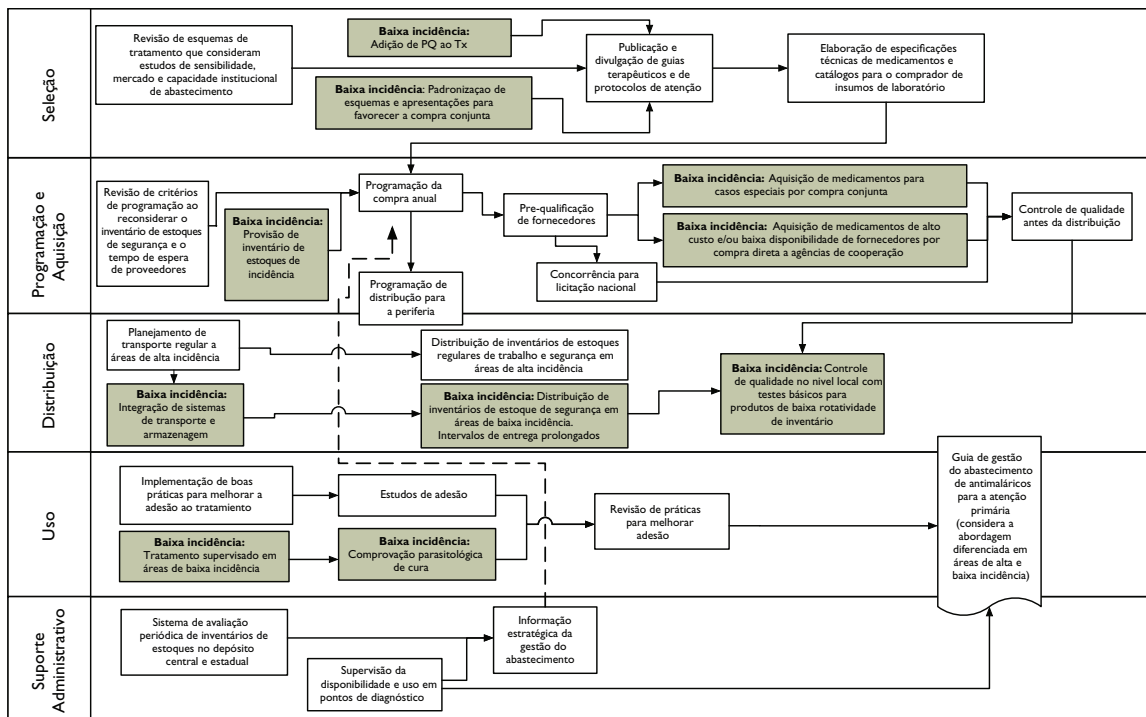 Seleção
Revisão de esquemas de
tratamento que consideram
estudos de sensibilidade,
mercado e capacidade institucional
de abastecimento
Baixa incidência:
Adição de PQ ao Tx
Baixa incidência: Padronizaçao de
esquemas e apresentações para
favorecer a compra conjunta
Publicação e
divulgação de guias
terapêuticos e de
protocolos de atenção
Elaboração de especificações
técnicas de medicamentos e
catálogos para o comprador de
insumos de laboratório
Programação e
Aquisição
Revisão de critérios
de programação ao
reconsiderar o
inventário de estoques
de segurança e o
tempo de espera
de proveedores
Baixa incidência:
Provisão de
inventário de
estoques de
incidência
Programação da
compra anual
Programação de
distribuição para
a periferia
Pre-qualificação
de fornecedores
Concorrência para
licitação nacional
Baixa incidência: Aquisição de medicamentos para
casos especiais por compra conjunta
Baixa incidência: Aquisição de medicamentos de alto
custo e/ou baixa disponibilidade de fornecedores por
compra direta a agências de cooperação
Controle de qualidade
antes da distribuição
Distribuição
Planejamento de
transporte regular a
áreas de alta incidência
Baixa incidência:
Integração de sistemas
de transporte e
armazenagem
Distribuição de inventários de estoques
regulares de trabalho e segurança em
áreas de alta incidência
Baixa incidência: Distribuição de
inventários de estoque de segurança em
áreas de baixa incidência.
Intervalos de entrega prolongados
Baixa incidência: Controle
de qualidade no nivel local com
testes básicos para
produtos de baixa rotatividade
de inventário
Uso
Implementação de boas
práticas para melhorar a
adesão ao tratamento
Baixa incidência:
Tratamento supervisado em
áreas de baixa incidência
Estudos de adesão
Baixa incidência:
Comprovação parasitológica
de cura
Revisão de práticas
para melhorar
adesão
Guia de gestão
do abastecimento
de antimaláricos
para a atenção
primária
(considera a
abordagem
diferenciada em
áreas de alta e
baixa incidência)
Suporte
Administrativo
Sistema de avaliação
periódica de inventários de
estoques no depósito
central e estadual
Supervisão da
disponibilidade e uso em
pontos de diagnóstico
Informação
estratégica da
gestão do
abastecimento